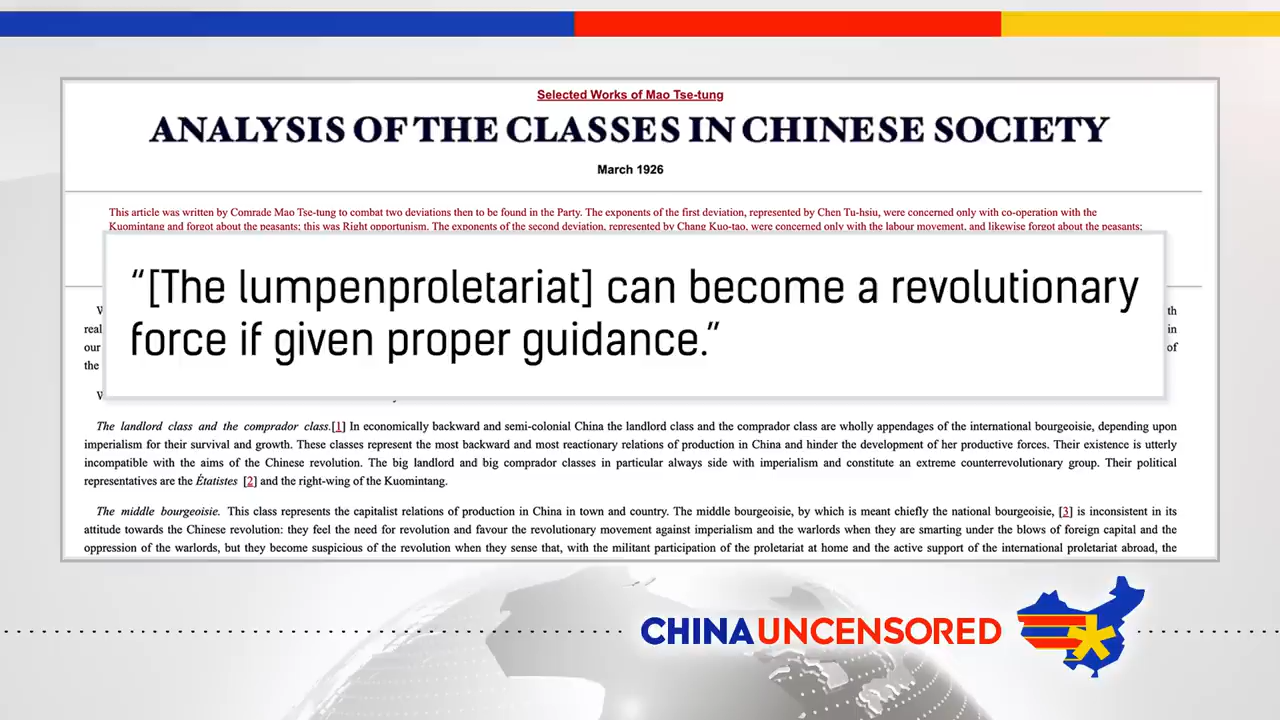 Selected Works of Mao Tse-tung
ANALYSIS OF THE CLASSES IN CHINESE SOCIETY
March 1926
This article was written by Comrade Mao Tse-tung to combat two deviations then to be found in the Party. The exponents of the first deviation, represented by Chen Tu-hsiu, were concerned only with co-operation with the
Kuomintang and forgot about the peasants; this was Right opportunism. The exponents of the second deviation, represented by Chang Kuo-tao, were concerned only with the labour movement, and likewise forgot about the peasants;
“[The lumpenproletariat] can become a revolutionary
force if given proper guidance.”
th
real
in
our
of
the
The landlord class and the comprador class.[1] In economically backward and semi-colonial China the landlord class and the comprador class are wholly appendages of the international bourgeoisie, depending upon
imperialism for their survival and growth. These classes represent the most backward and most reactionary relations of production in China and hinder the development of her productive forces. Their existence is utterly
incompatible with the aims of the Chinese revolution. The big landlord and big comprador classes in particular always side with imperialism and constitute an extreme counterrevolutionary group. Their political
representatives are the Étatistes [2] and the right-wing of the Kuomintang.
The middle bourgeoisie. This class represents the capitalist relations of production in China in town and country. The middle bourgeoisie, by which is meant chiefly the national bourgeoisie, [3] is inconsistent in its
attitude towards the Chinese revolution: they feel the need for revolution and favour the revolutionary movement against imperialism and the warlords when they are smarting under the blows of foreign capital and the
oppression of the warlords, but they become suspicious of the revolution when they sense that, with the militant participation of the proletariat at home and the active support of the international proletariat abroad, the
CHINA UNCENSORED